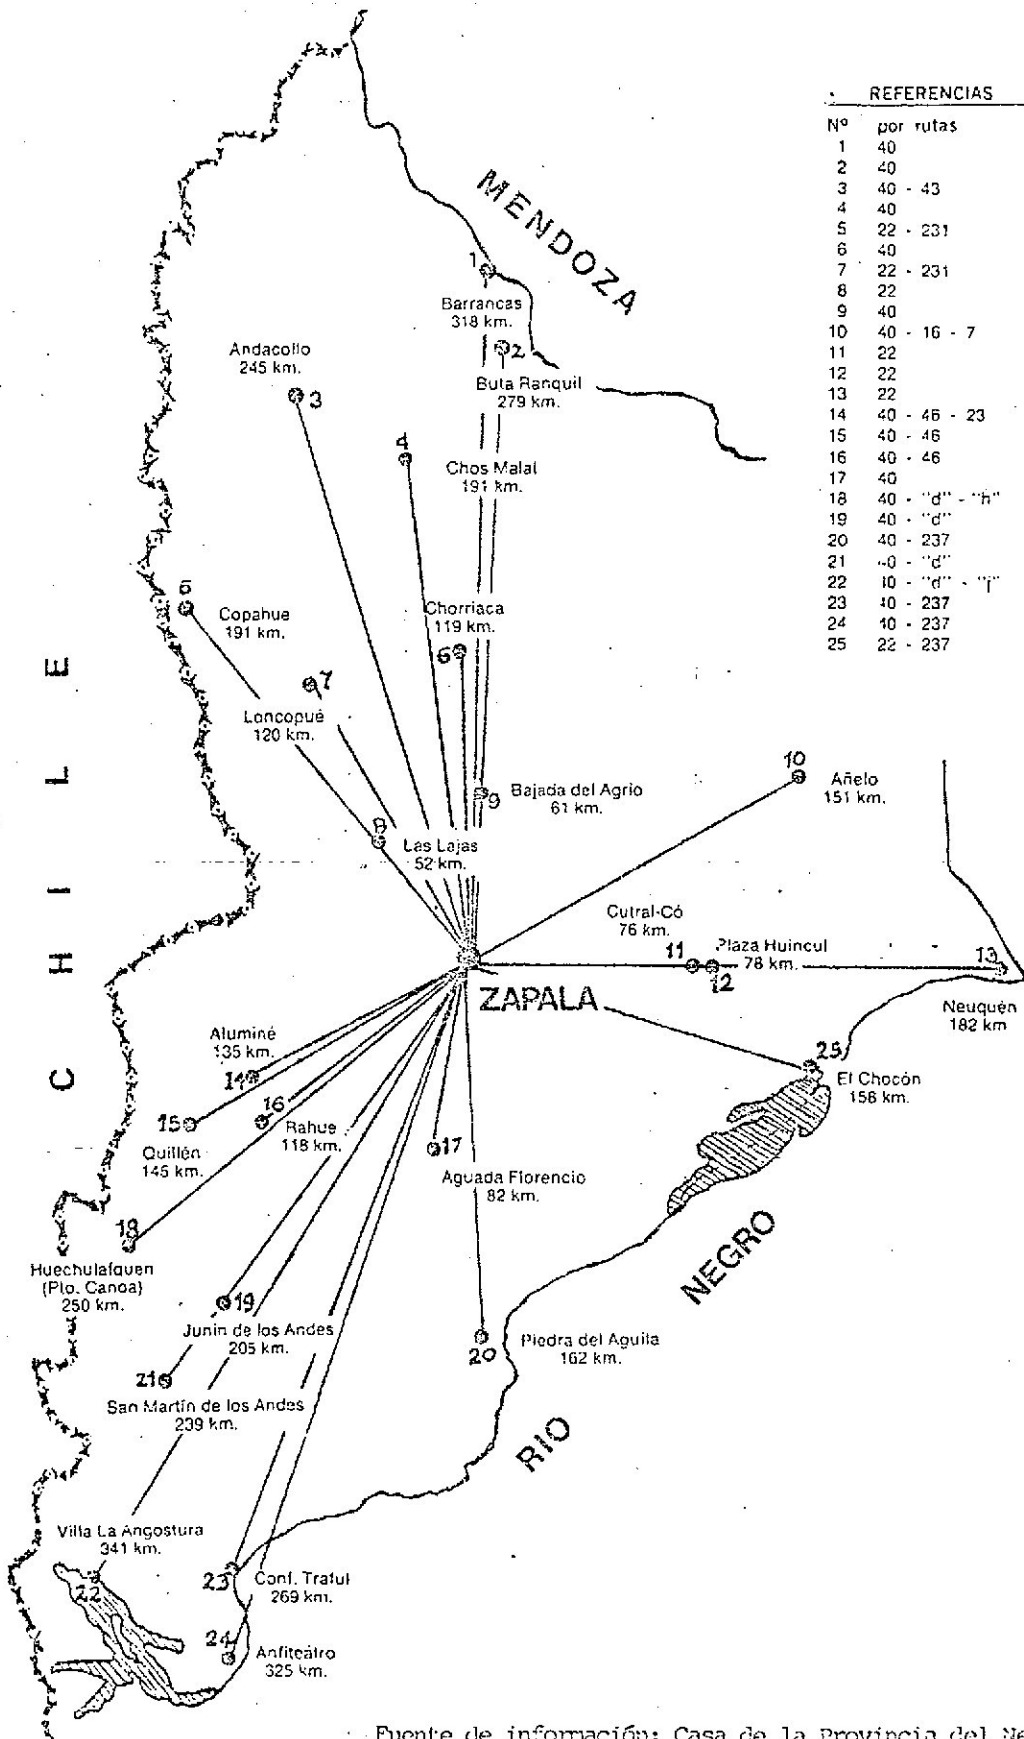 REFERENCIAS
Nº por rutas
1 40
2 40
3 40 - 43
4 40
5 22 - 231
6 40
7 22 - 231
8 22
9 40
10 40 - 16 - 7
11 22
12 22
13 22
14 40 - 46 - 23
15 40 - 46
16 40 - 46
17 40
18 40 - "d" - "h"
19 40 - "d"
20 40 - 237
21 -0 - "d"
22 10 - "d" - "i"
23 10 - 237
24 10 - 237
25 22 - 237
MENDOZA
1
Barrancas
318 km.
2
Buta Ranquil
279 km.
Andacollo
245 km.
3
4
Chos Malal
191 km.
5
Copahue
191 km.
Chorriaca
119 km.
6
7
Loncopué
120 km.
CHILE
10
Añelo
151 km.
9
Bajada del Agrio
61 km.
8
Las Lajas
52 km.
Cutral-Có
76 km.
11
Plaza Huincul
78 km.
12
13
Neuquén
182 km
ZAPALA
Aluminé
135 km.
14
25
El Chocón
156 km.
15
Quillén
145 km.
16
Rahue
118 km.
17
Aguada Florencio
82 km.
18
Huechulafquen
(Pto. Canoa)
250 km.
19
Junín de los Andes
205 km.
20
Piedra del Aguila
162 km.
RIO NEGRO
21
San Martín de los Andes
239 km.
Villa La Angostura
341 km.
22
23
Conf. Traful
269 km.
24
Anfiteatro
325 km.
Fuente de información: Casa de la Provincia del Ne